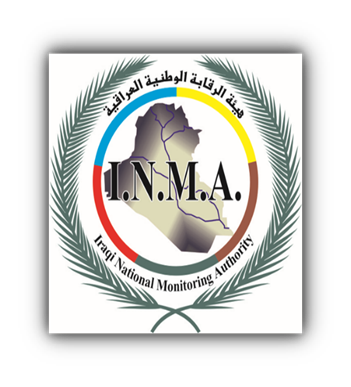 هيئة الرقابة الوطنية العراقية
I.N.M.A.
Iraqi National Monitoring Authority